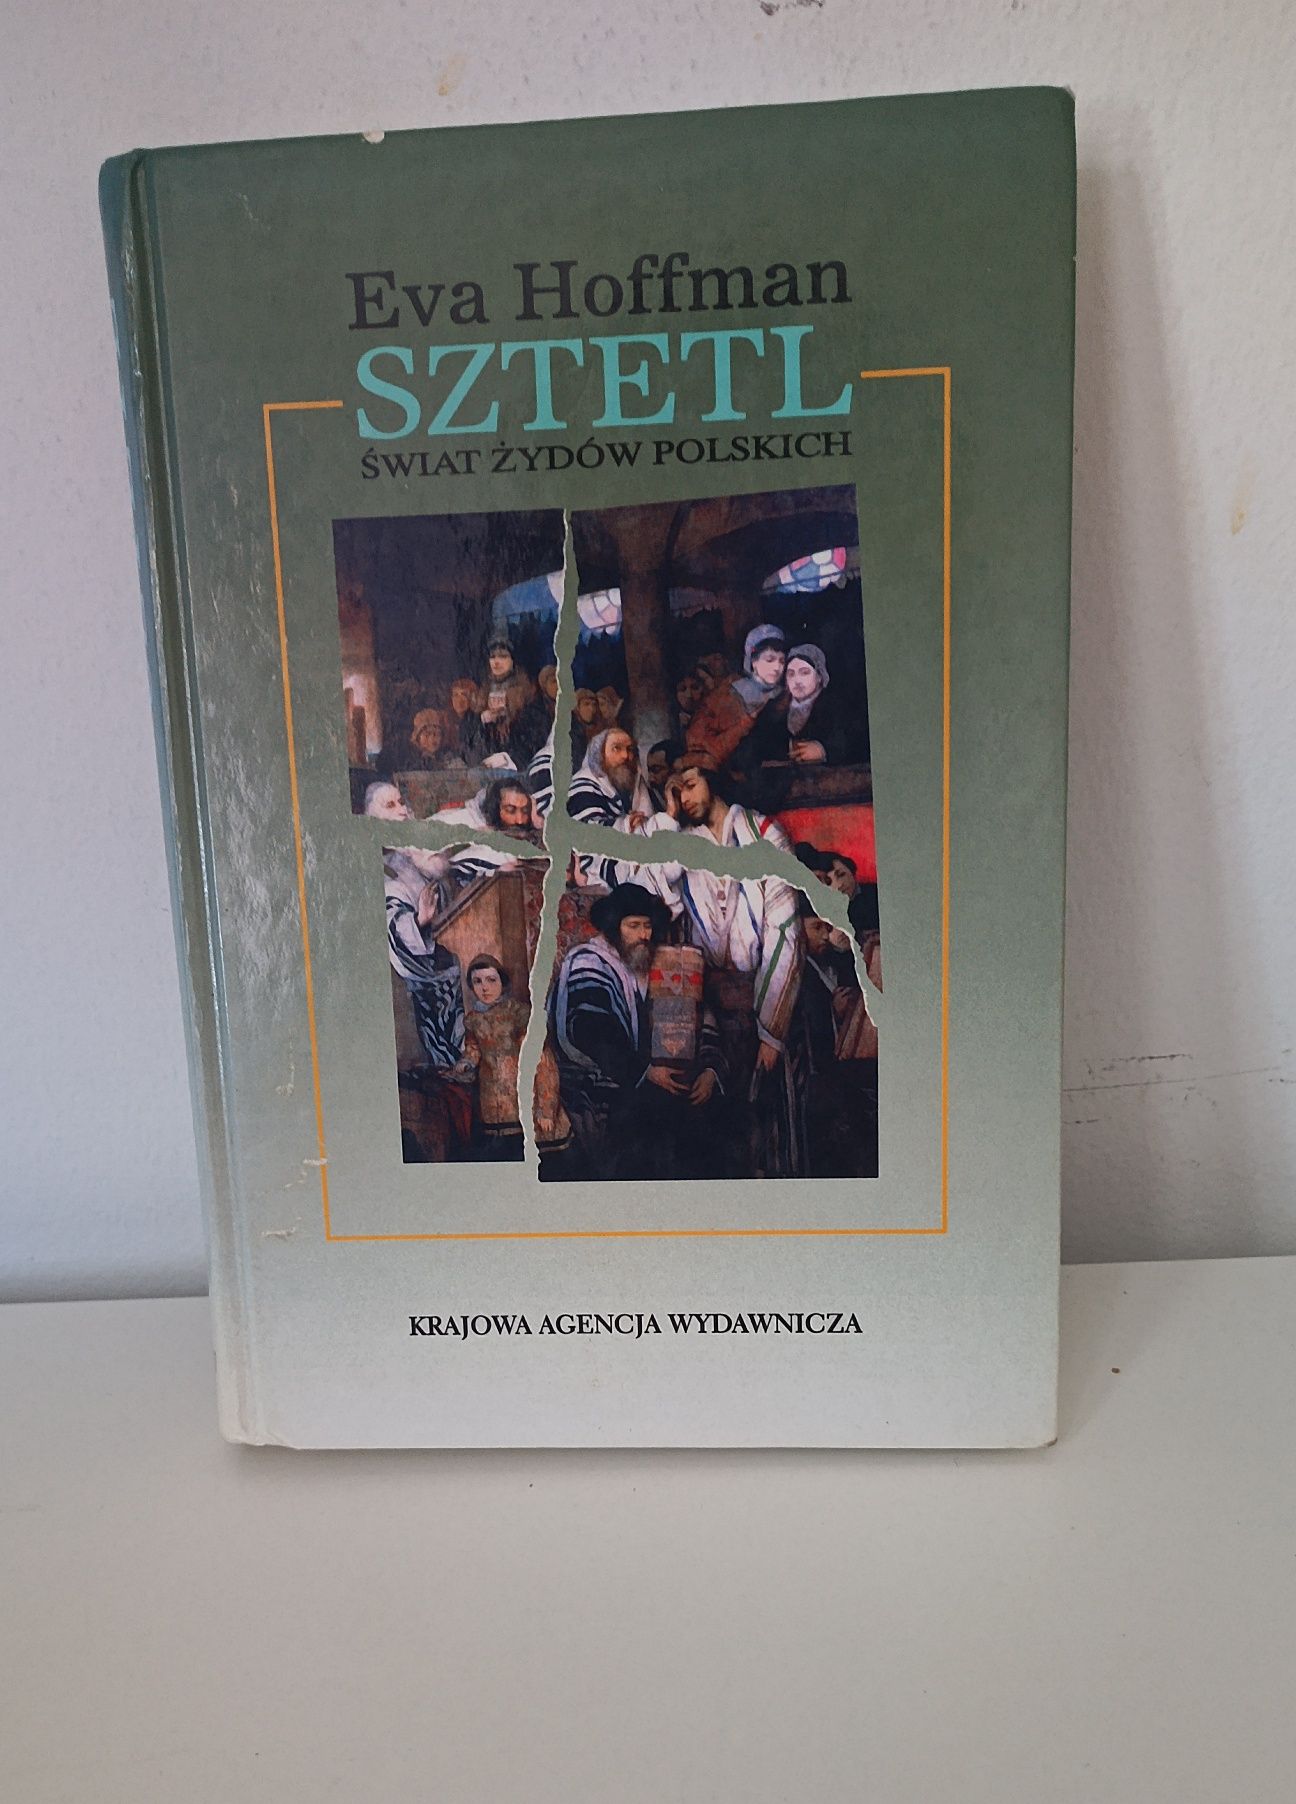 Eva Hoffman
SZTETL
ŚWIAT ŻYDÓW POLSKICH
KRAJOWA AGENCJA WYDAWNICZA